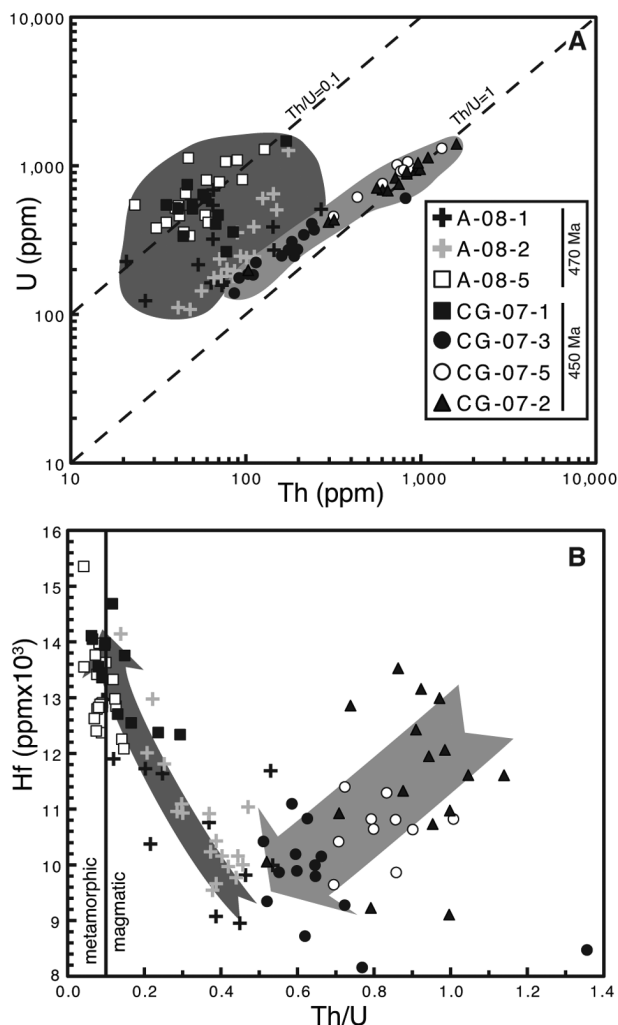 10,000
A
Th/U=0.1
Th/U=1
1,000
U (ppm)
100
10
A-08-1
A-08-2
A-08-5
470 Ma
CG-07-1
CG-07-3
CG-07-5
CG-07-2
450 Ma
10
100
1,000
10,000
Th (ppm)
16
B
15
14
13
12
11
10
9
8
Hf (ppmx10³)
metamorphic
magmatic
0.0
0.2
0.4
0.6
0.8
1.0
1.2
1.4
Th/U